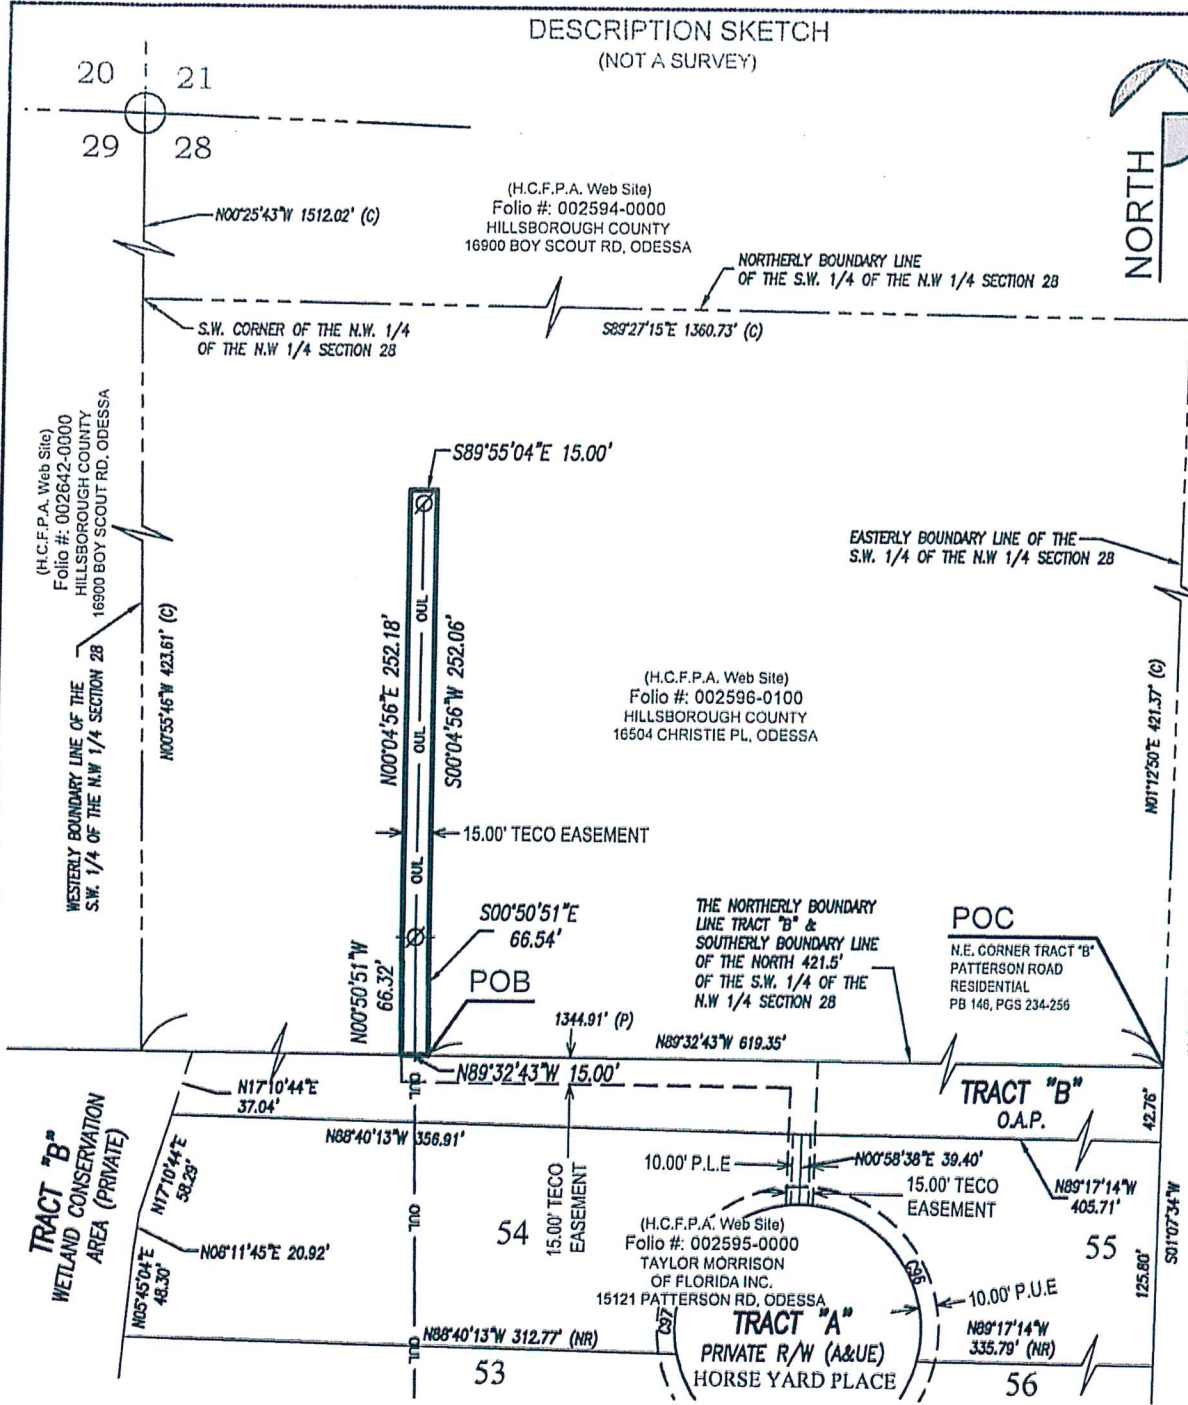 DESCRIPTION SKETCH
(NOT A SURVEY)
20
21
29
28
NORTH
N00°25'43"W 1512.02' (C)
(H.C.F.P.A. Web Site)
Folio #: 002594-0000
HILLSBOROUGH COUNTY
16900 BOY SCOUT RD, ODESSA
NORTHERLY BOUNDARY LINE
OF THE S.W. 1/4 OF THE N.W 1/4 SECTION 28
S.W. CORNER OF THE N.W. 1/4
OF THE N.W 1/4 SECTION 28
S89°27'15"E 1360.73' (C)
(H.C.F.P.A. Web Site)
Folio #: 002642-0000
HILLSBOROUGH COUNTY
16900 BOY SCOUT RD, ODESSA
S89°55'04"E 15.00'
EASTERLY BOUNDARY LINE OF THE
S.W. 1/4 OF THE N.W 1/4 SECTION 28
WESTERLY BOUNDARY LINE OF THE
S.W. 1/4 OF THE N.W 1/4 SECTION 28
N00°55'46"W 423.61' (C)
N00°04'56"E 252.18'
OUL
OUL
OUL
S00°04'56"W 252.06'
(H.C.F.P.A. Web Site)
Folio #: 002596-0100
HILLSBOROUGH COUNTY
16504 CHRISTIE PL, ODESSA
N01°12'50"E 421.37' (C)
15.00' TECO EASEMENT
S00°50'51"E
66.54'
N00°50'51"W
66.32'
POB
THE NORTHERLY BOUNDARY
LINE TRACT "B" &
SOUTHERLY BOUNDARY LINE
OF THE NORTH 421.5'
OF THE S.W. 1/4 OF THE
N.W 1/4 SECTION 28
POC
N.E. CORNER TRACT "B"
PATTERSON ROAD
RESIDENTIAL
PB 146, PGS 234-256
1344.91' (P)
N89°32'43"W 619.35'
N89°32'43"W 15.00'
OUL
N17°10'44"E
37.04'
TRACT "B"
O.A.P.
42.76'
N88°40'13"W 356.91'
TRACT "B"
WETLAND CONSERVATION
AREA (PRIVATE)
N17°10'44"E
58.29'
15.00' TECO
EASEMENT
10.00' P.L.E
N00°58'38"E 39.40'
15.00' TECO
EASEMENT
N89°17'14"W
405.71'
S01°07'34"W
54
OUL
55
N08°11'45"E 20.92'
N05°45'04"E
48.30'
(H.C.F.P.A. Web Site)
Folio #: 002595-0000
TAYLOR MORRISON
OF FLORIDA INC.
15121 PATTERSON RD, ODESSA
C96
C97
10.00' P.U.E
125.80'
N88°40'13"W 312.77' (NR)
OUL
TRACT "A"
PRIVATE R/W (A&UE)
HORSE YARD PLACE
N89°17'14"W
335.79' (NR)
53
56